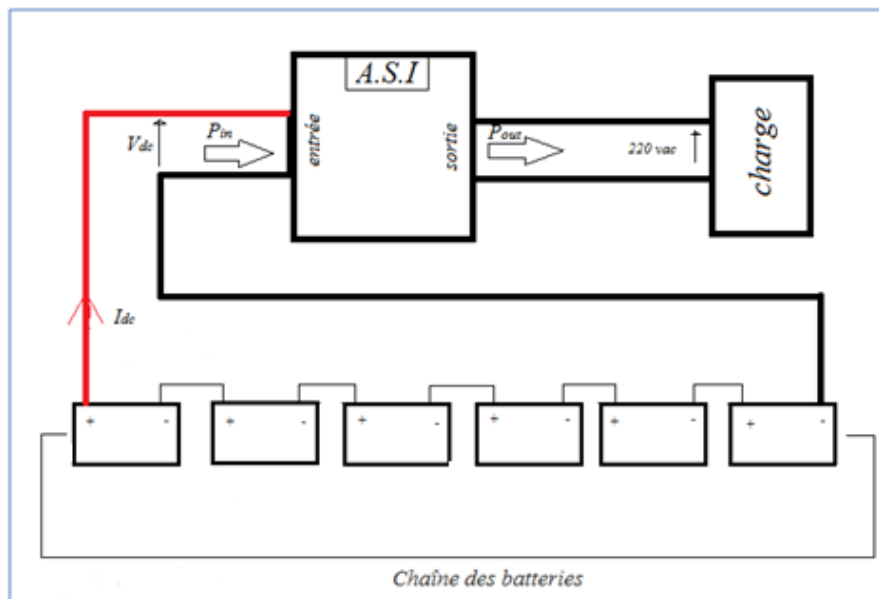 A.S.I
entrée
sortie
Vdc
Pin
Pout
220 vac
charge
Idc
+ - + - + - + - + - + -
Chaîne des batteries